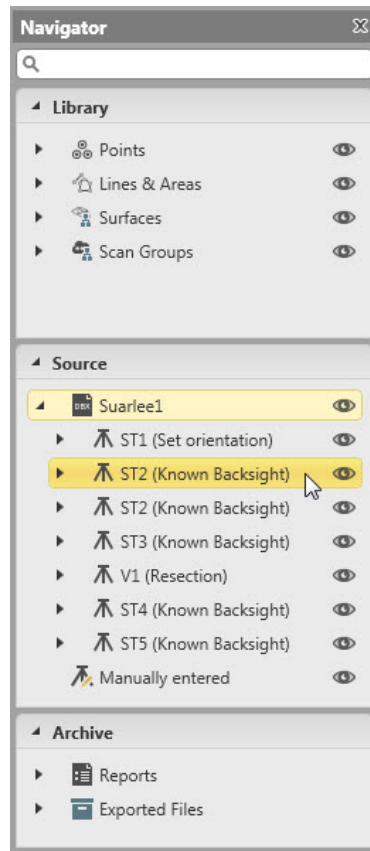 Navigator
Library
Points
Lines & Areas
Surfaces
Scan Groups
Source
DBX Suarlee1
ST1 (Set orientation)
ST2 (Known Backsight)
ST2 (Known Backsight)
ST3 (Known Backsight)
V1 (Resection)
ST4 (Known Backsight)
ST5 (Known Backsight)
Manually entered
Archive
Reports
Exported Files